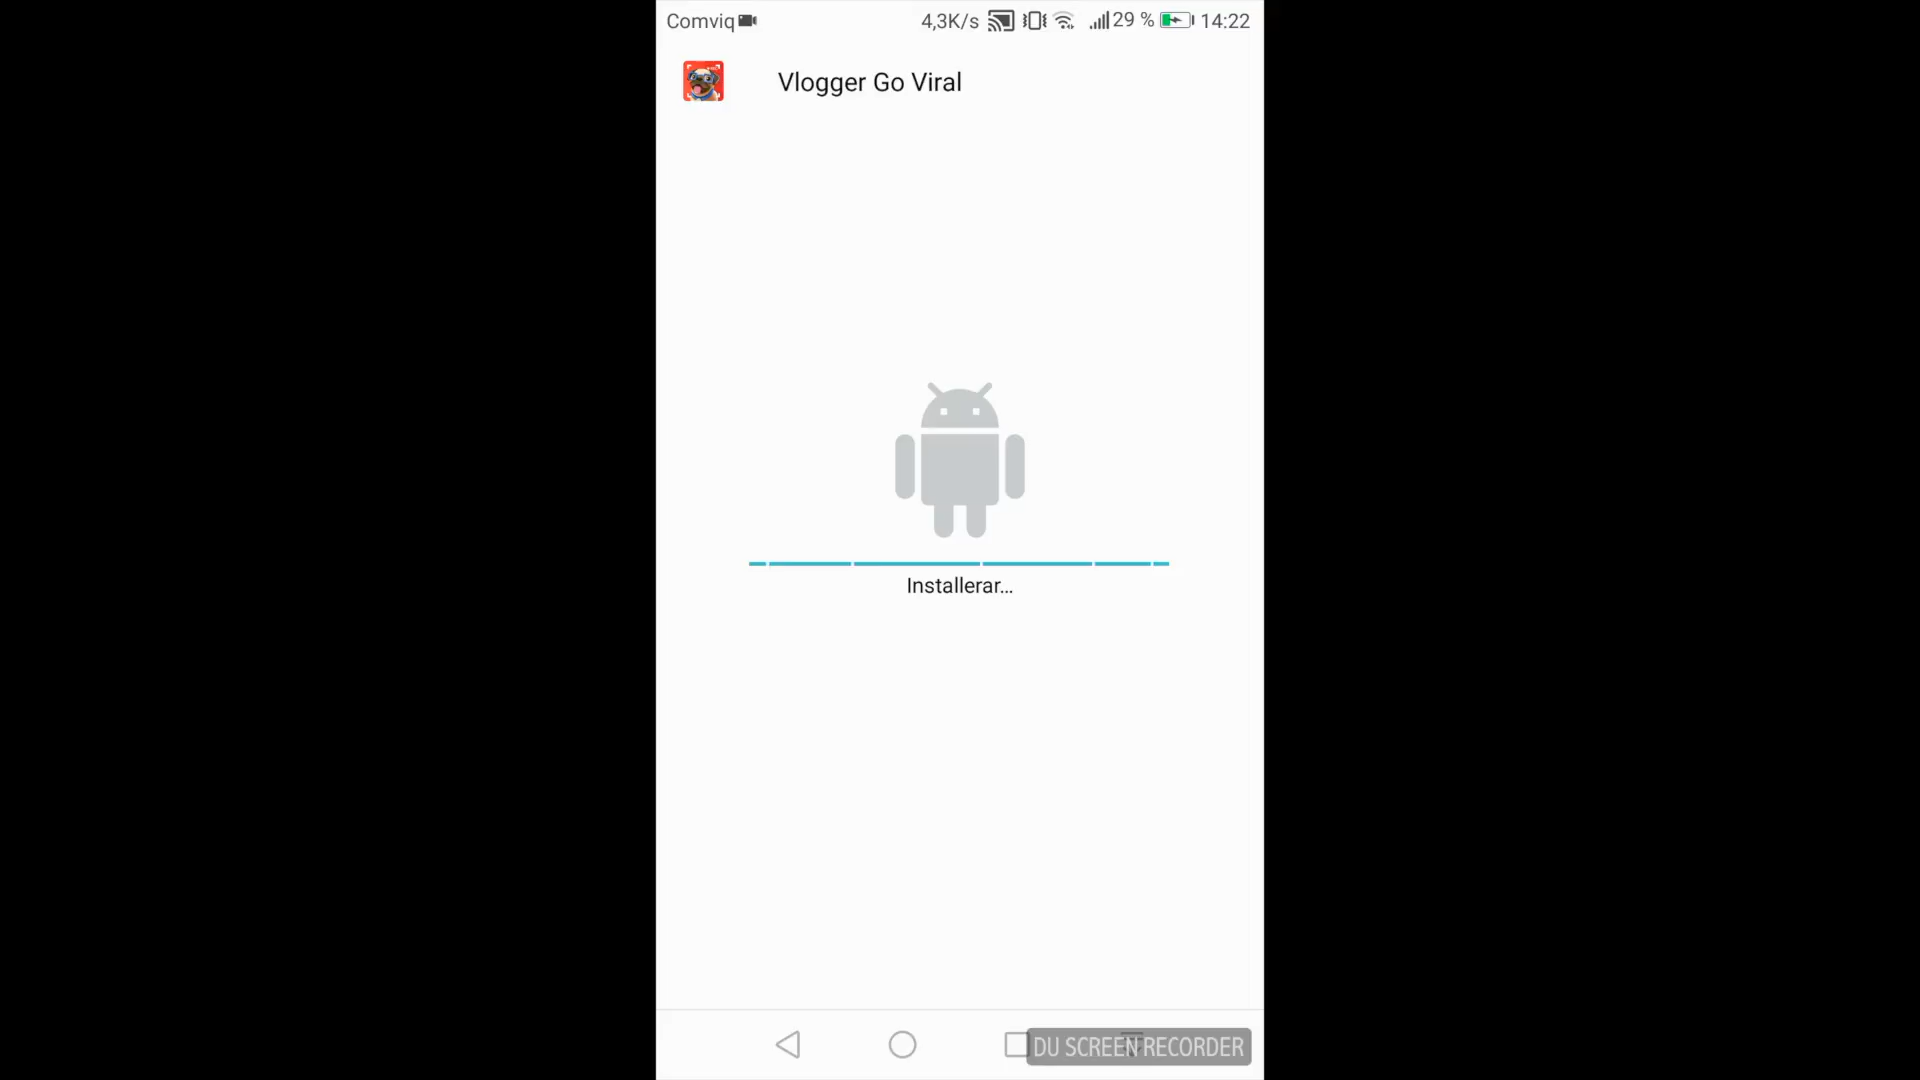 Comviq 4,3K/s 29 % 14:22
Vlogger Go Viral
Installerar...
DU SCREEN RECORDER